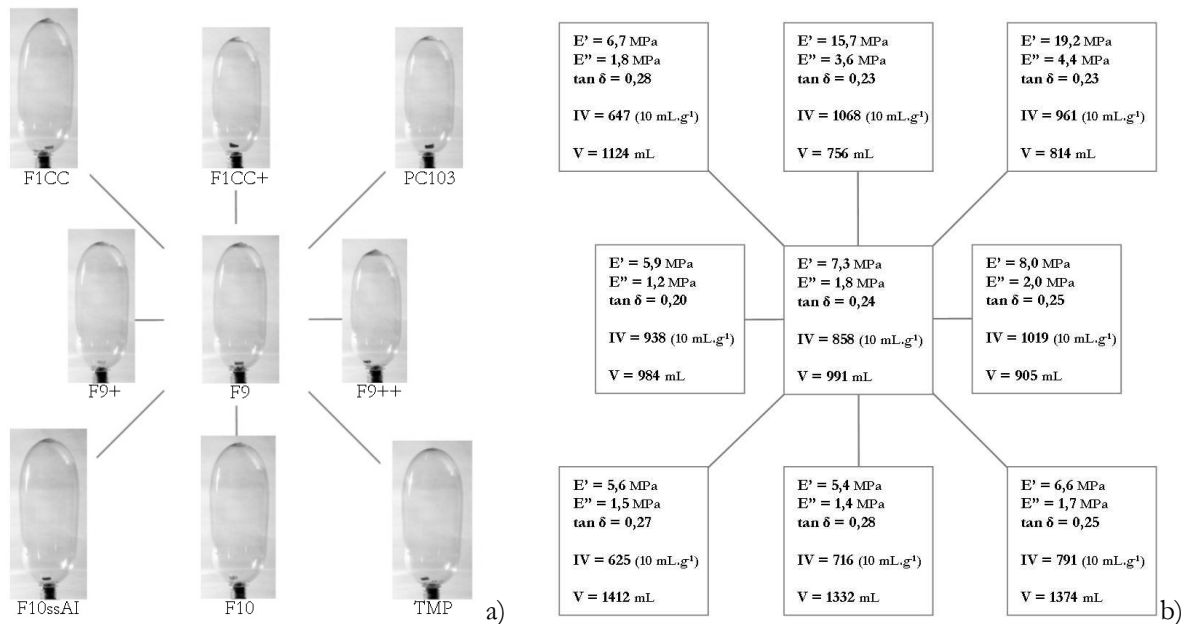 F1CC
F1CC+
PC103
F9+
F9
F9++
F10ssAI
F10
TMP
a)
E’ = 6,7 MPa
E” = 1,8 MPa
tan δ = 0,28
IV = 647 (10 mL.g-1)
V = 1124 mL
E’ = 15,7 MPa
E” = 3,6 MPa
tan δ = 0,23
IV = 1068 (10 mL.g-1)
V = 756 mL
E’ = 19,2 MPa
E” = 4,4 MPa
tan δ = 0,23
IV = 961 (10 mL.g-1)
V = 814 mL
E’ = 5,9 MPa
E” = 1,2 MPa
tan δ = 0,20
IV = 938 (10 mL.g-1)
V = 984 mL
E’ = 7,3 MPa
E” = 1,8 MPa
tan δ = 0,24
IV = 858 (10 mL.g-1)
V = 991 mL
E’ = 8,0 MPa
E” = 2,0 MPa
tan δ = 0,25
IV = 1019 (10 mL.g-1)
V = 905 mL
E’ = 5,6 MPa
E” = 1,5 MPa
tan δ = 0,27
IV = 625 (10 mL.g-1)
V = 1412 mL
E’ = 5,4 MPa
E” = 1,4 MPa
tan δ = 0,28
IV = 716 (10 mL.g-1)
V = 1332 mL
E’ = 6,6 MPa
E” = 1,7 MPa
tan δ = 0,25
IV = 791 (10 mL.g-1)
V = 1374 mL
b)